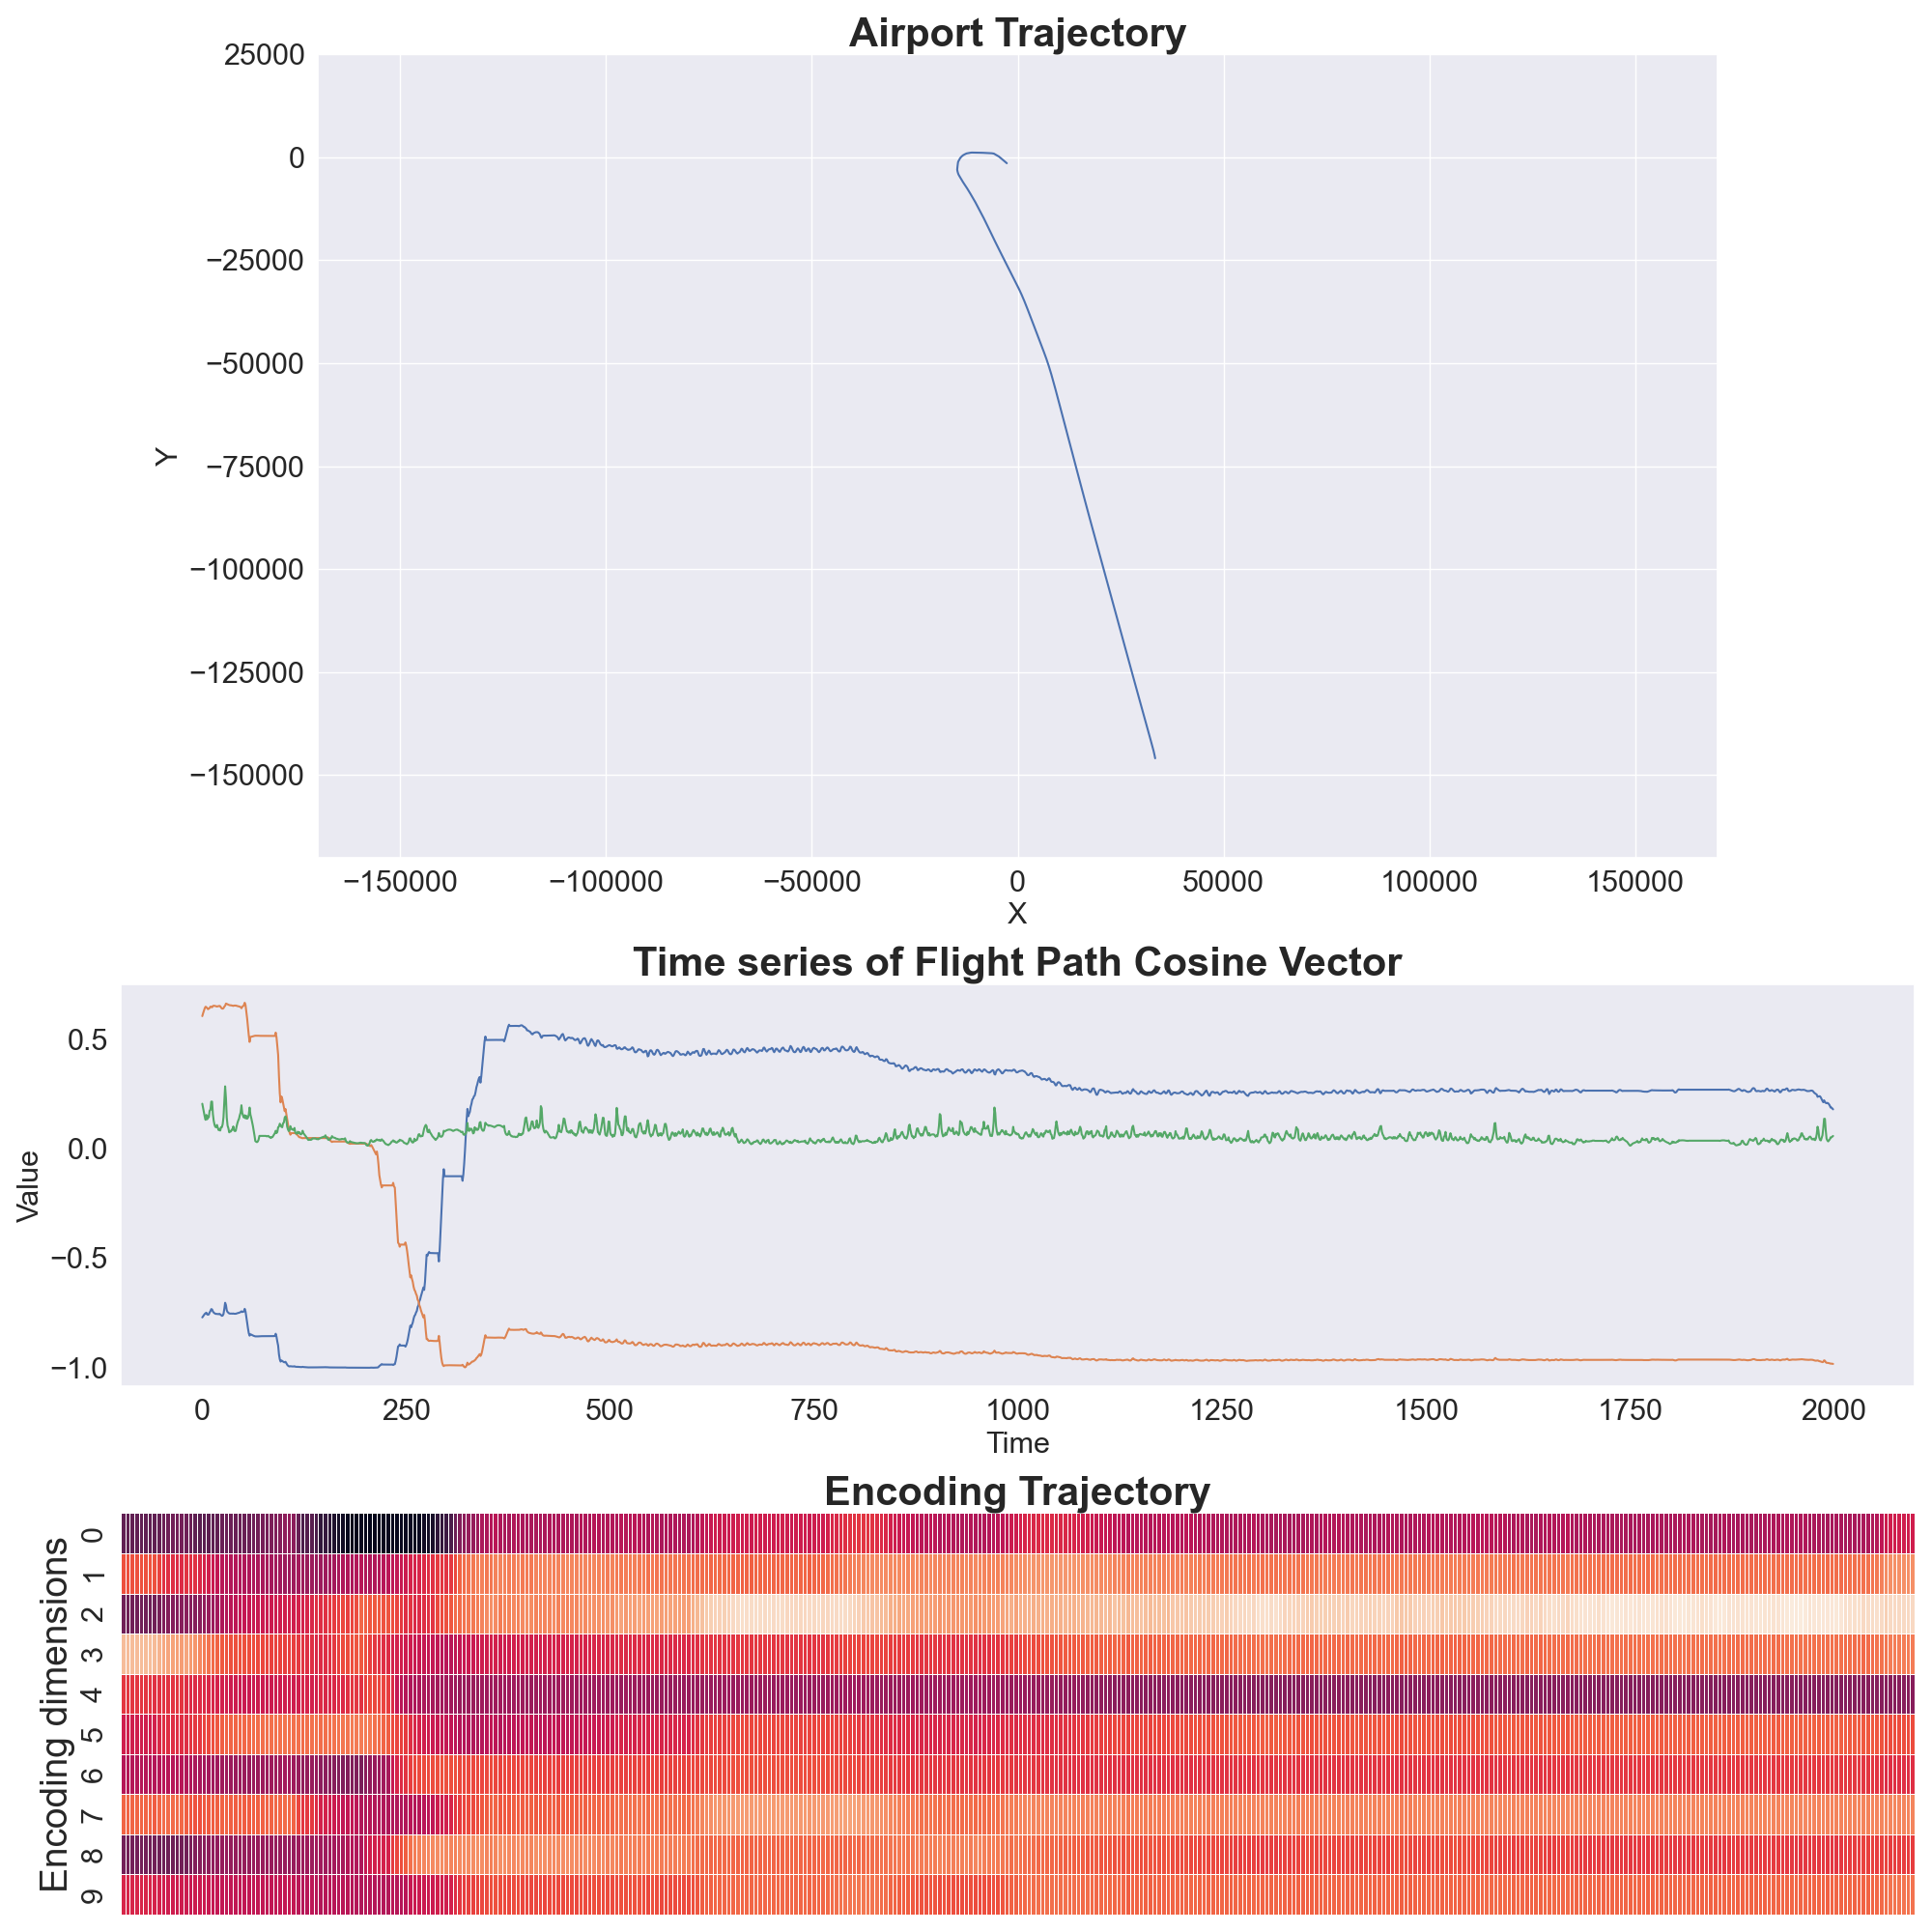 Airport Trajectory
25000
0
−25000
−50000
−75000
−100000
−125000
−150000
Y
−150000 −100000 −50000 0 50000 100000 150000
X
Time series of Flight Path Cosine Vector
0.5
0.0
−0.5
−1.0
Value
0 250 500 750 1000 1250 1500 1750 2000
Time
Encoding Trajectory
Encoding dimensions
0
1
2
3
4
5
6
7
8
9